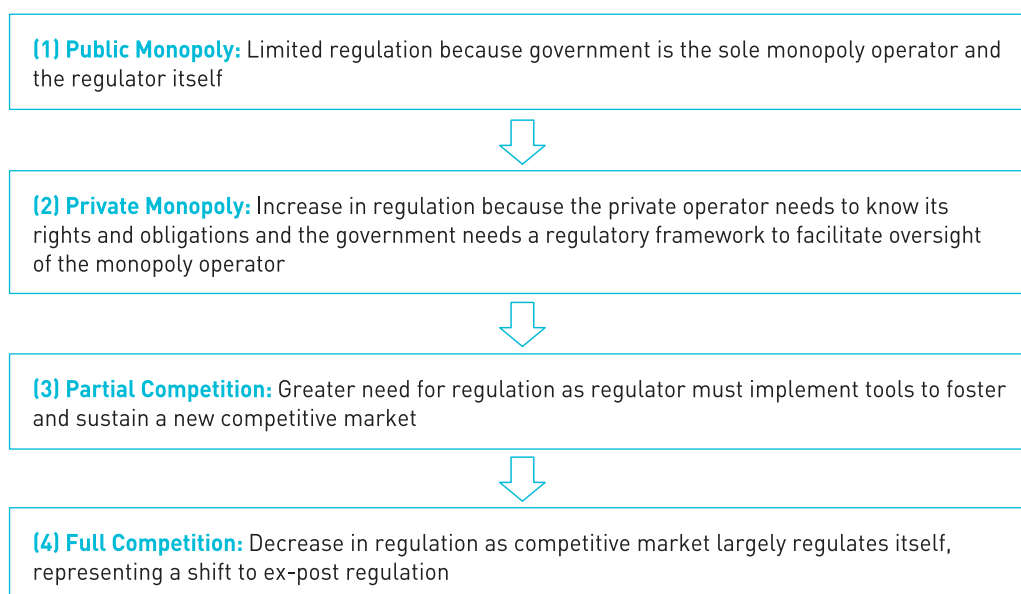 (1) Public Monopoly: Limited regulation because government is the sole monopoly operator and
the regulator itself
(2) Private Monopoly: Increase in regulation because the private operator needs to know its
rights and obligations and the government needs a regulatory framework to facilitate oversight
of the monopoly operator
(3) Partial Competition: Greater need for regulation as regulator must implement tools to foster
and sustain a new competitive market
(4) Full Competition: Decrease in regulation as competitive market largely regulates itself,
representing a shift to ex-post regulation